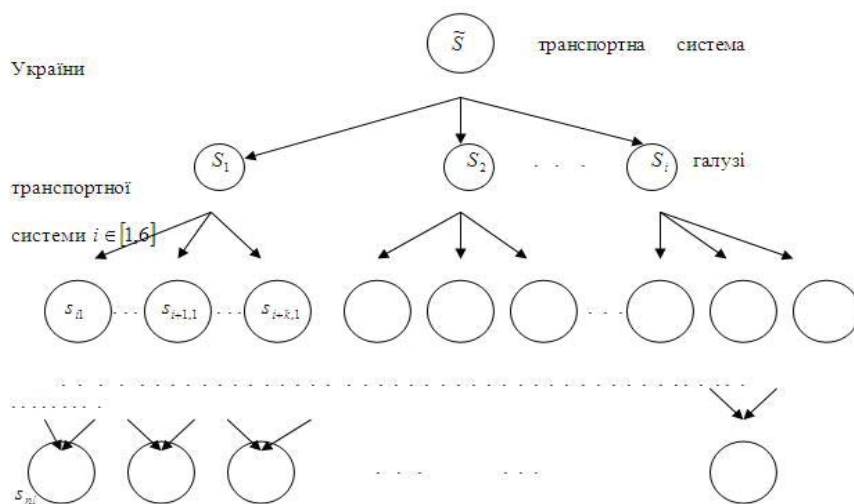 S̃ транспортна система
України
S₁ S₂ . . . Sᵢ галузі
транспортної
системи i ∈ [1,6]
sᵢ₁ . . . sᵢ₊₁,₁ . . . sᵢ₊ₖ,₁ . . .
. . . . . .
sₙᵢ